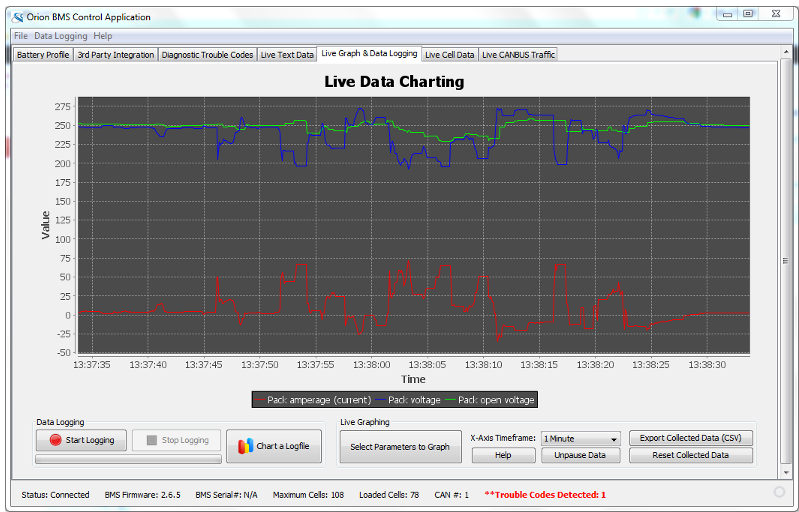 Orion BMS Control Application
File Data Logging Help
Battery Profile 3rd Party Integration Diagnostic Trouble Codes Live Text Data Live Graph & Data Logging Live Cell Data Live CANBUS Traffic
Live Data Charting
275
250
225
200
175
150
125
100
75
50
25
0
-25
-50
Value
13:37:35 13:37:40 13:37:45 13:37:50 13:37:55 13:38:00 13:38:05 13:38:10 13:38:15 13:38:20 13:38:25 13:38:30
Time
Pack: amperage (current) Pack: voltage Pack: open voltage
Data Logging
Start Logging Stop Logging Chart a Logfile
Live Graphing
Select Parameters to Graph
X-Axis Timeframe: 1 Minute Export Collected Data (CSV)
Help Unpause Data Reset Collected Data
Status: Connected BMS Firmware: 2.6.5 BMS Serial#: N/A Maximum Cells: 108 Loaded Cells: 78 CAN #: 1 **Trouble Codes Detected: 1